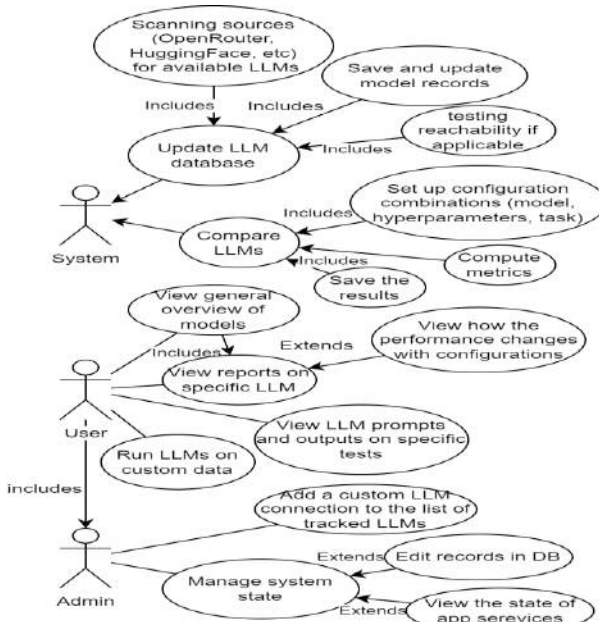 Scanning sources
(OpenRouter,
HuggingFace, etc)
for available LLMs
Save and update
model records
Includes
Includes
testing
reachability if
applicable
Includes
Update LLM
database
Set up configuration
combinations (model,
hyperparameters, task)
Includes
System
Compare
LLMs
Includes
Compute
metrics
Save the
results
View general
overview of
models
Includes
Extends
View how the
performance changes
with configurations
View reports on
specific LLM
User
View LLM prompts
and outputs on specific
tests
Run LLMs on
custom data
includes
Add a custom LLM
connection to the list of
tracked LLMs
Extends
Edit records in DB
Manage system
state
Admin
Extends
View the state of
app serevices